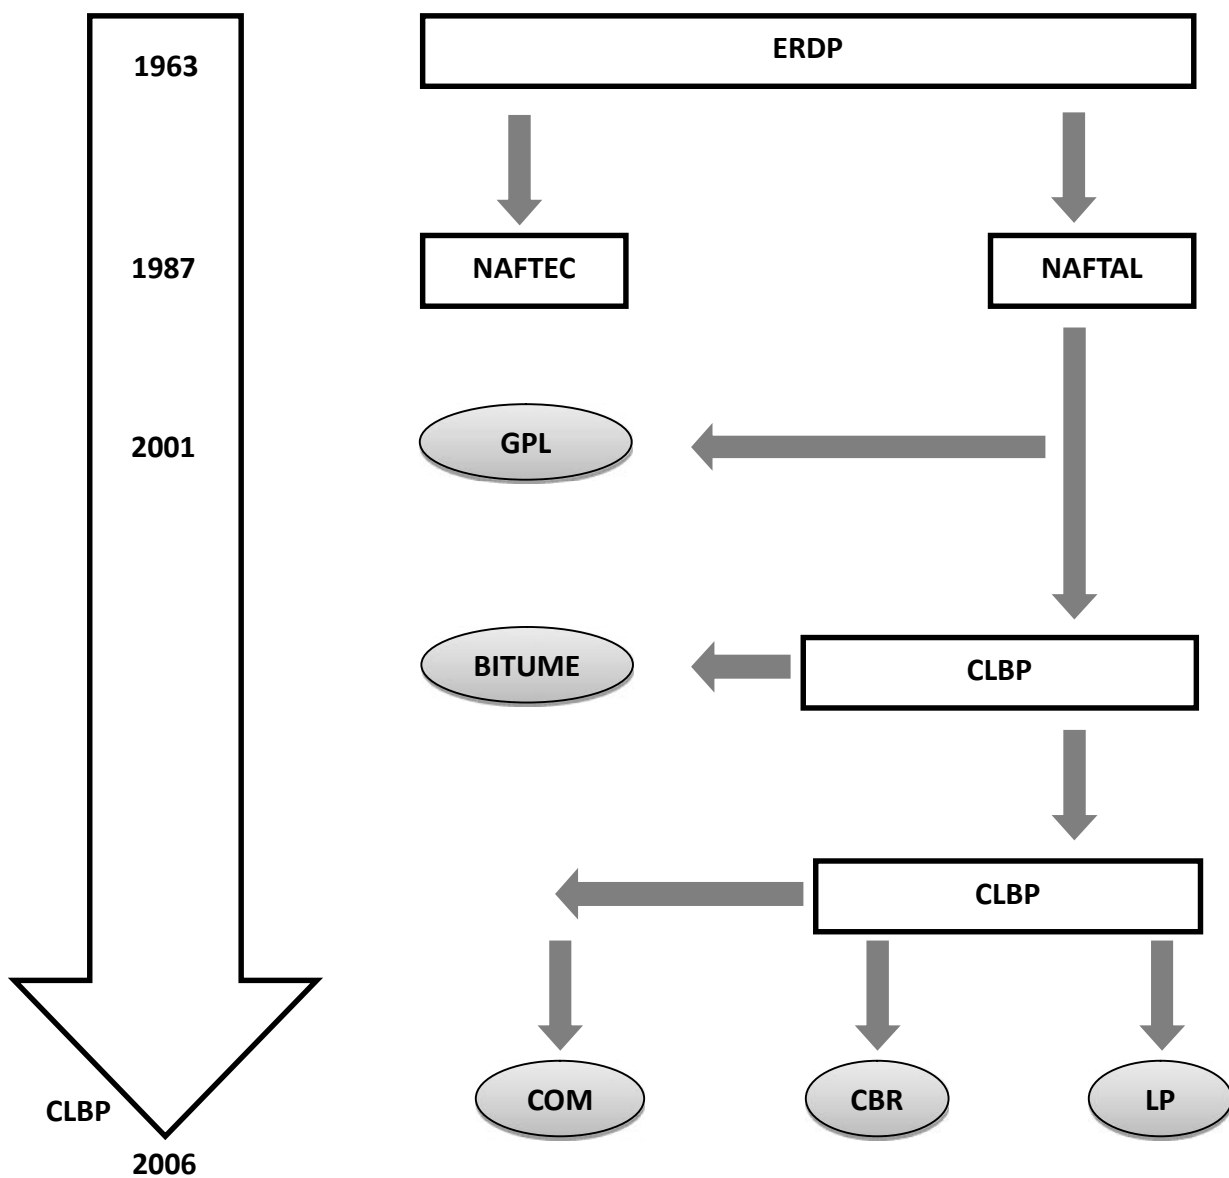 1963
ERDP
1987
NAFTEC
NAFTAL
2001
GPL
BITUME
CLBP
CLBP
COM
CBR
LP
CLBP
2006